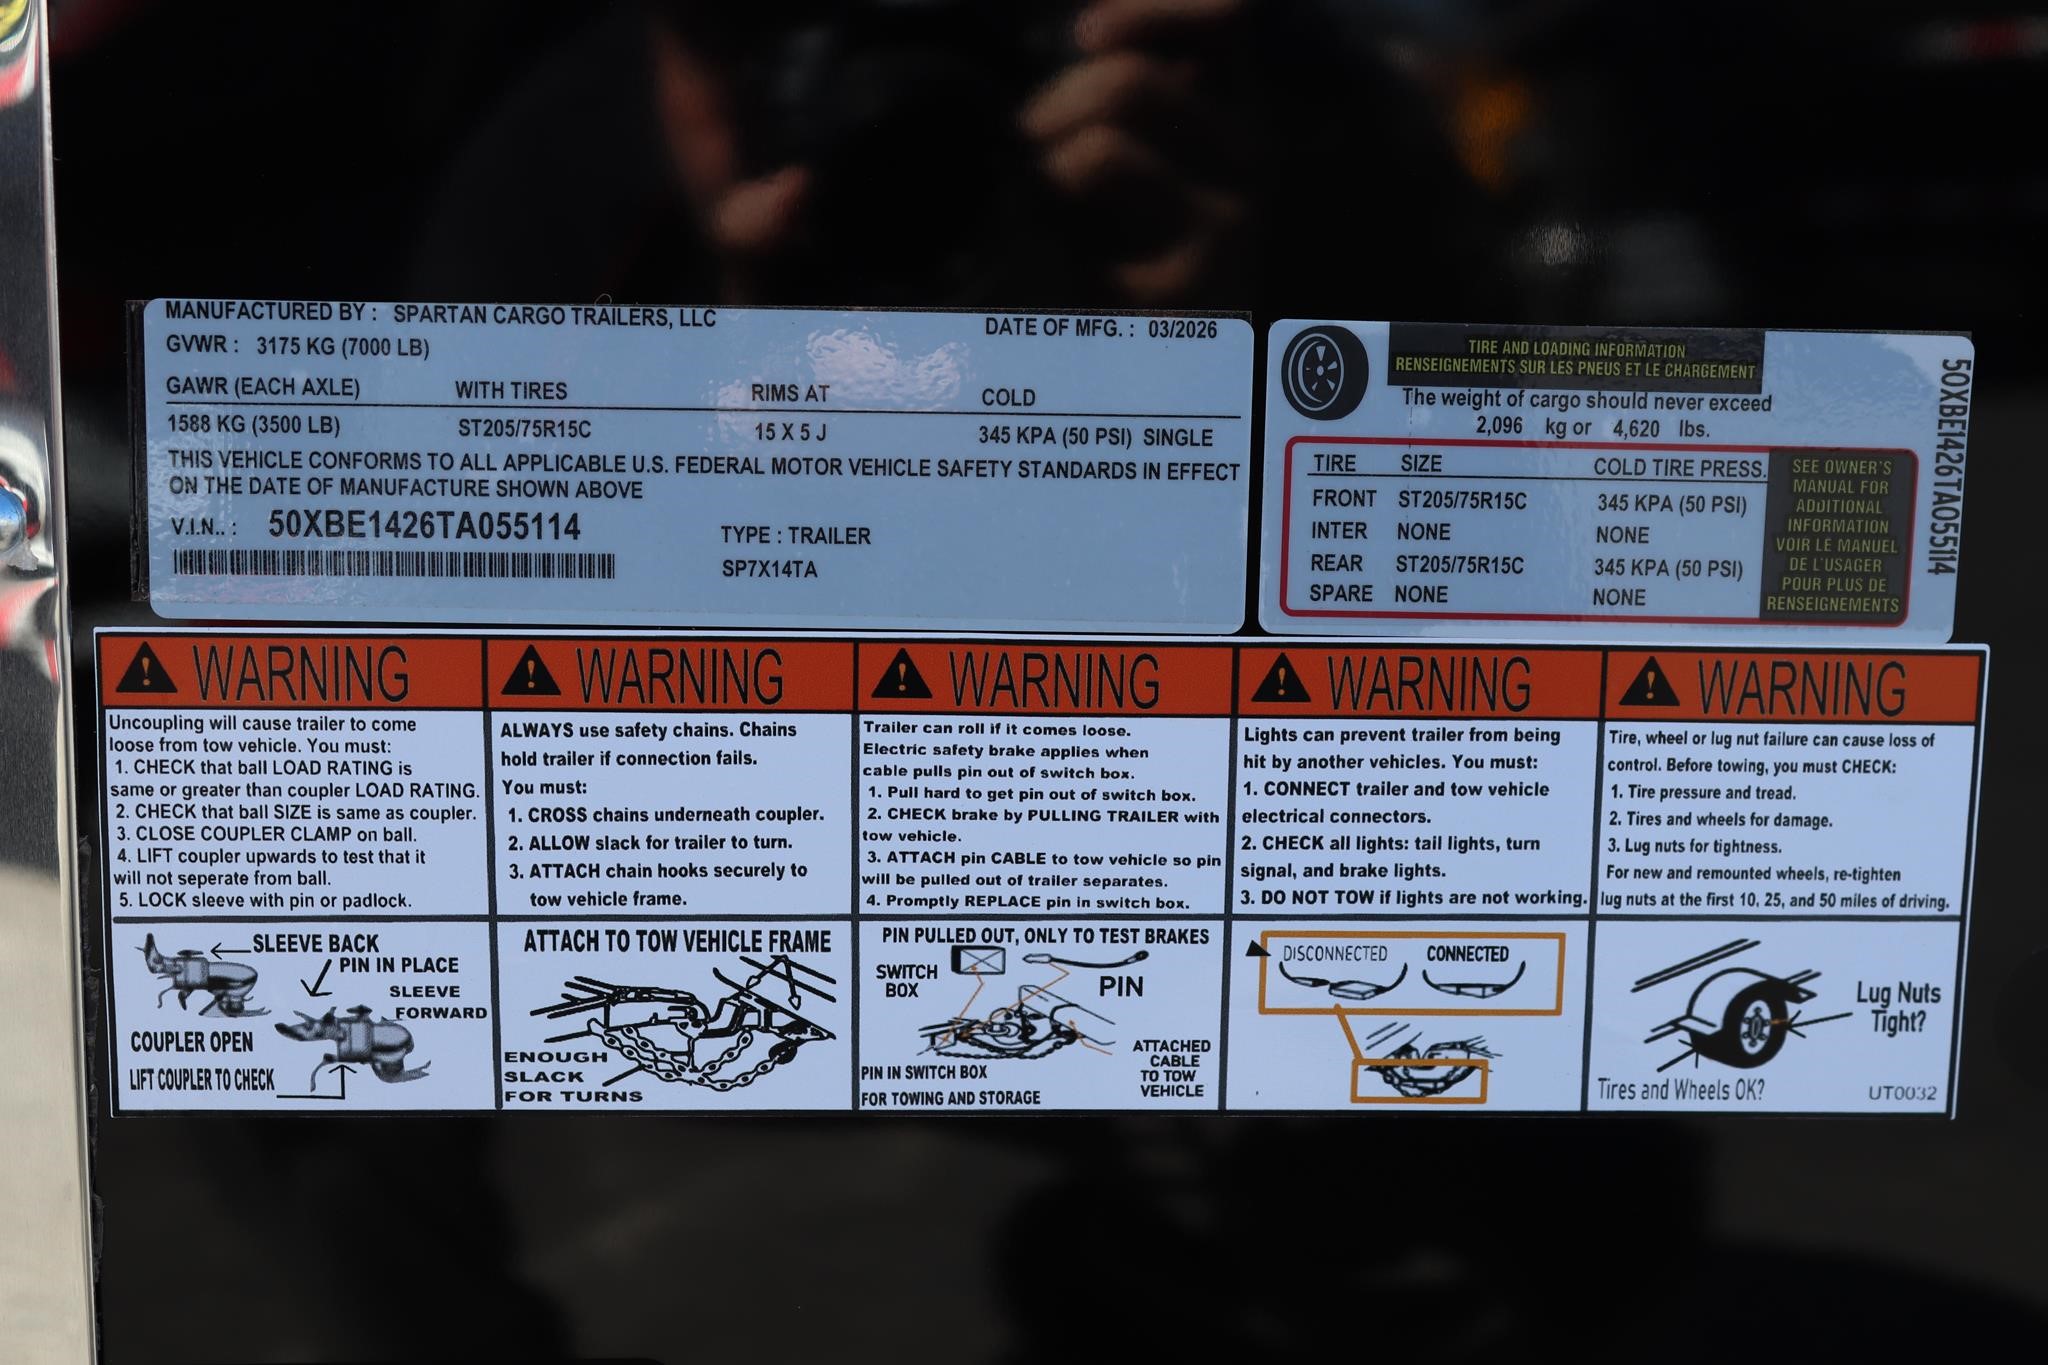 MANUFACTURED BY : SPARTAN CARGO TRAILERS, LLC
DATE OF MFG. : 03/2026
GVWR : 3175 KG (7000 LB)
GAWR (EACH AXLE) WITH TIRES RIMS AT COLD
1588 KG (3500 LB) ST205/75R15C 15 X 5 J 345 KPA (50 PSI) SINGLE
THIS VEHICLE CONFORMS TO ALL APPLICABLE U.S. FEDERAL MOTOR VEHICLE SAFETY STANDARDS IN EFFECT
ON THE DATE OF MANUFACTURE SHOWN ABOVE
V.I.N.. : 50XBE1426TA055114
TYPE : TRAILER
SP7X14TA
TIRE AND LOADING INFORMATION
RENSEIGNEMENTS SUR LES PNEUS ET LE CHARGEMENT
The weight of cargo should never exceed
2,096 kg or 4,620 lbs.
TIRE SIZE COLD TIRE PRESS.
FRONT ST205/75R15C 345 KPA (50 PSI)
INTER NONE NONE
REAR ST205/75R15C 345 KPA (50 PSI)
SPARE NONE NONE
SEE OWNER'S
MANUAL FOR
ADDITIONAL
INFORMATION
VOIR LE MANUEL
DE L'USAGER
POUR PLUS DE
RENSEIGNEMENTS
50XBE1426TA055114
WARNING
Uncoupling will cause trailer to come
loose from tow vehicle. You must:
1. CHECK that ball LOAD RATING is
same or greater than coupler LOAD RATING.
2. CHECK that ball SIZE is same as coupler.
3. CLOSE COUPLER CLAMP on ball.
4. LIFT coupler upwards to test that it
will not seperate from ball.
5. LOCK sleeve with pin or padlock.
SLEEVE BACK
PIN IN PLACE
SLEEVE
FORWARD
COUPLER OPEN
LIFT COUPLER TO CHECK
WARNING
ALWAYS use safety chains. Chains
hold trailer if connection fails.
You must:
1. CROSS chains underneath coupler.
2. ALLOW slack for trailer to turn.
3. ATTACH chain hooks securely to
tow vehicle frame.
ATTACH TO TOW VEHICLE FRAME
ENOUGH
SLACK
FOR TURNS
WARNING
Trailer can roll if it comes loose.
Electric safety brake applies when
cable pulls pin out of switch box.
1. Pull hard to get pin out of switch box.
2. CHECK brake by PULLING TRAILER with
tow vehicle.
3. ATTACH pin CABLE to tow vehicle so pin
will be pulled out of trailer separates.
4. Promptly REPLACE pin in switch box.
PIN PULLED OUT, ONLY TO TEST BRAKES
SWITCH
BOX
PIN
ATTACHED
CABLE
TO TOW
VEHICLE
PIN IN SWITCH BOX
FOR TOWING AND STORAGE
WARNING
Lights can prevent trailer from being
hit by another vehicles. You must:
1. CONNECT trailer and tow vehicle
electrical connectors.
2. CHECK all lights: tail lights, turn
signal, and brake lights.
3. DO NOT TOW if lights are not working.
DISCONNECTED CONNECTED
WARNING
Tire, wheel or lug nut failure can cause loss of
control. Before towing, you must CHECK:
1. Tire pressure and tread.
2. Tires and wheels for damage.
3. Lug nuts for tightness.
For new and remounted wheels, re-tighten
lug nuts at the first 10, 25, and 50 miles of driving.
Lug Nuts
Tight?
Tires and Wheels OK?
UT0032